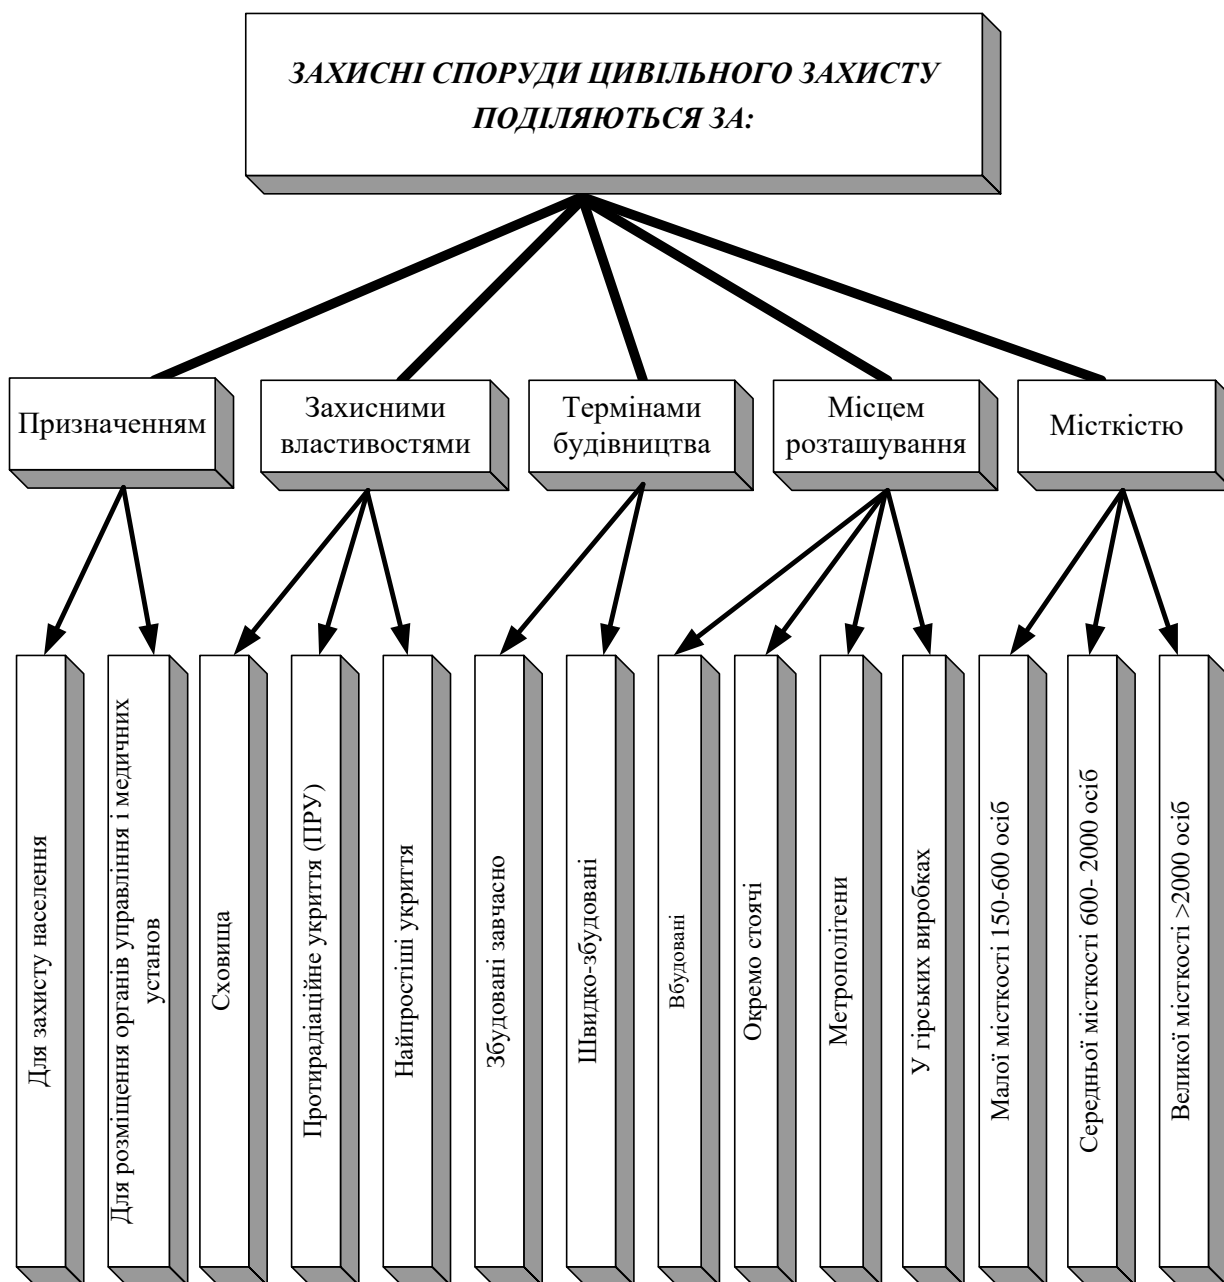 ЗАХИСНІ СПОРУДИ ЦИВІЛЬНОГО ЗАХИСТУ
ПОДІЛЯЮТЬСЯ ЗА:
Призначенням
Захисними
властивостями
Термінами
будівництва
Місцем
розташування
Місткістю
Для захисту населення
Для розміщення органів управління і медичних
установ
Сховища
Протирадіаційне укриття (ПРУ)
Найпростіші укриття
Збудовані завчасно
Швидко-збудовані
Вбудовані
Окремо стоячі
Метрополітени
У гірських виробках
Малої місткості 150-600 осіб
Середньої місткості 600- 2000 осіб
Великої місткості >2000 осіб